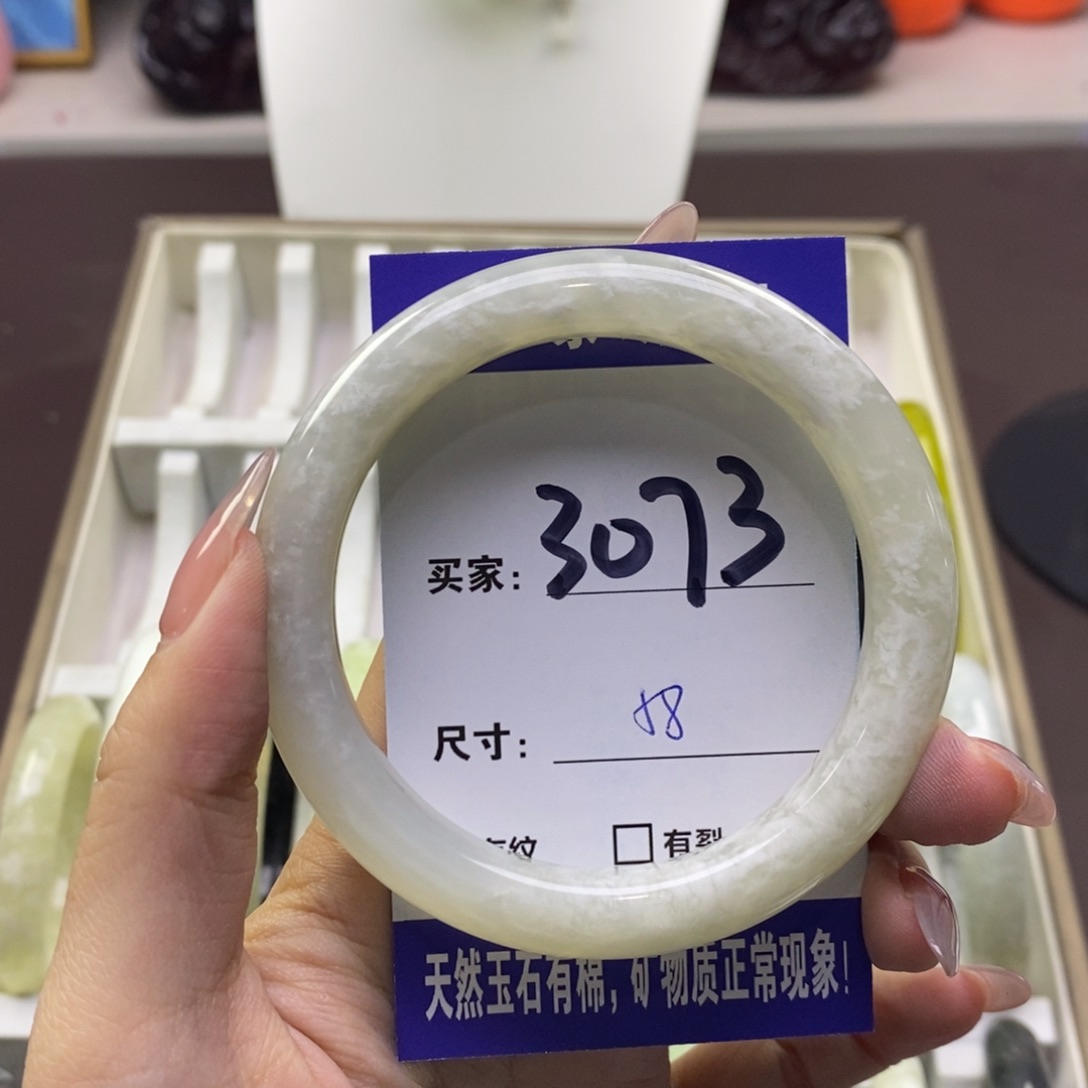 买家: 3073
尺寸: 58
纹 □有裂
天然玉石有棉,矿物质正常现象!